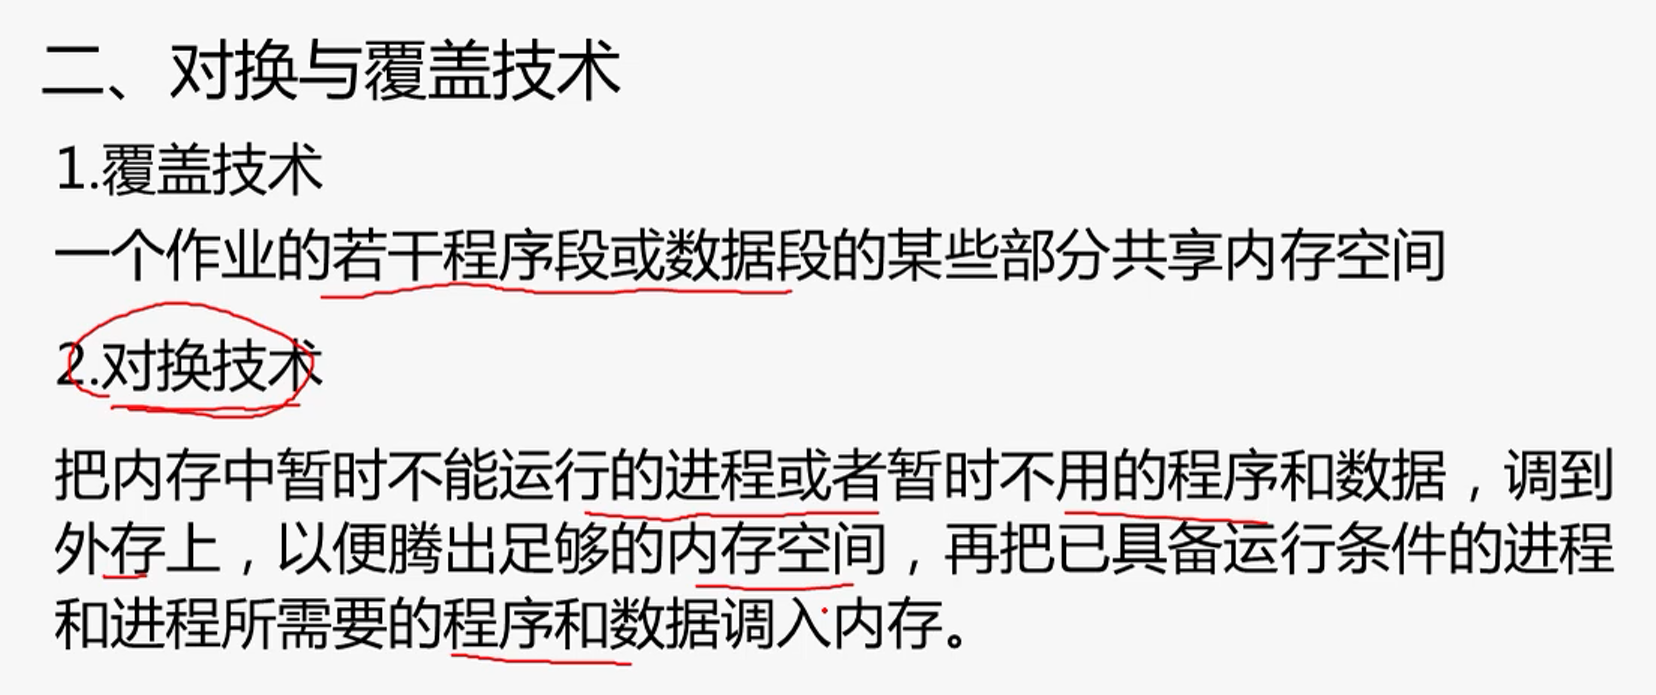 二、对换与覆盖技术
1.覆盖技术
一个作业的若干程序段或数据段的某些部分共享内存空间
2.对换技术
把内存中暂时不能运行的进程或者暂时不用的程序和数据，调到
外存上，以便腾出足够的内存空间，再把已具备运行条件的进程
和进程所需要的程序和数据调入内存。